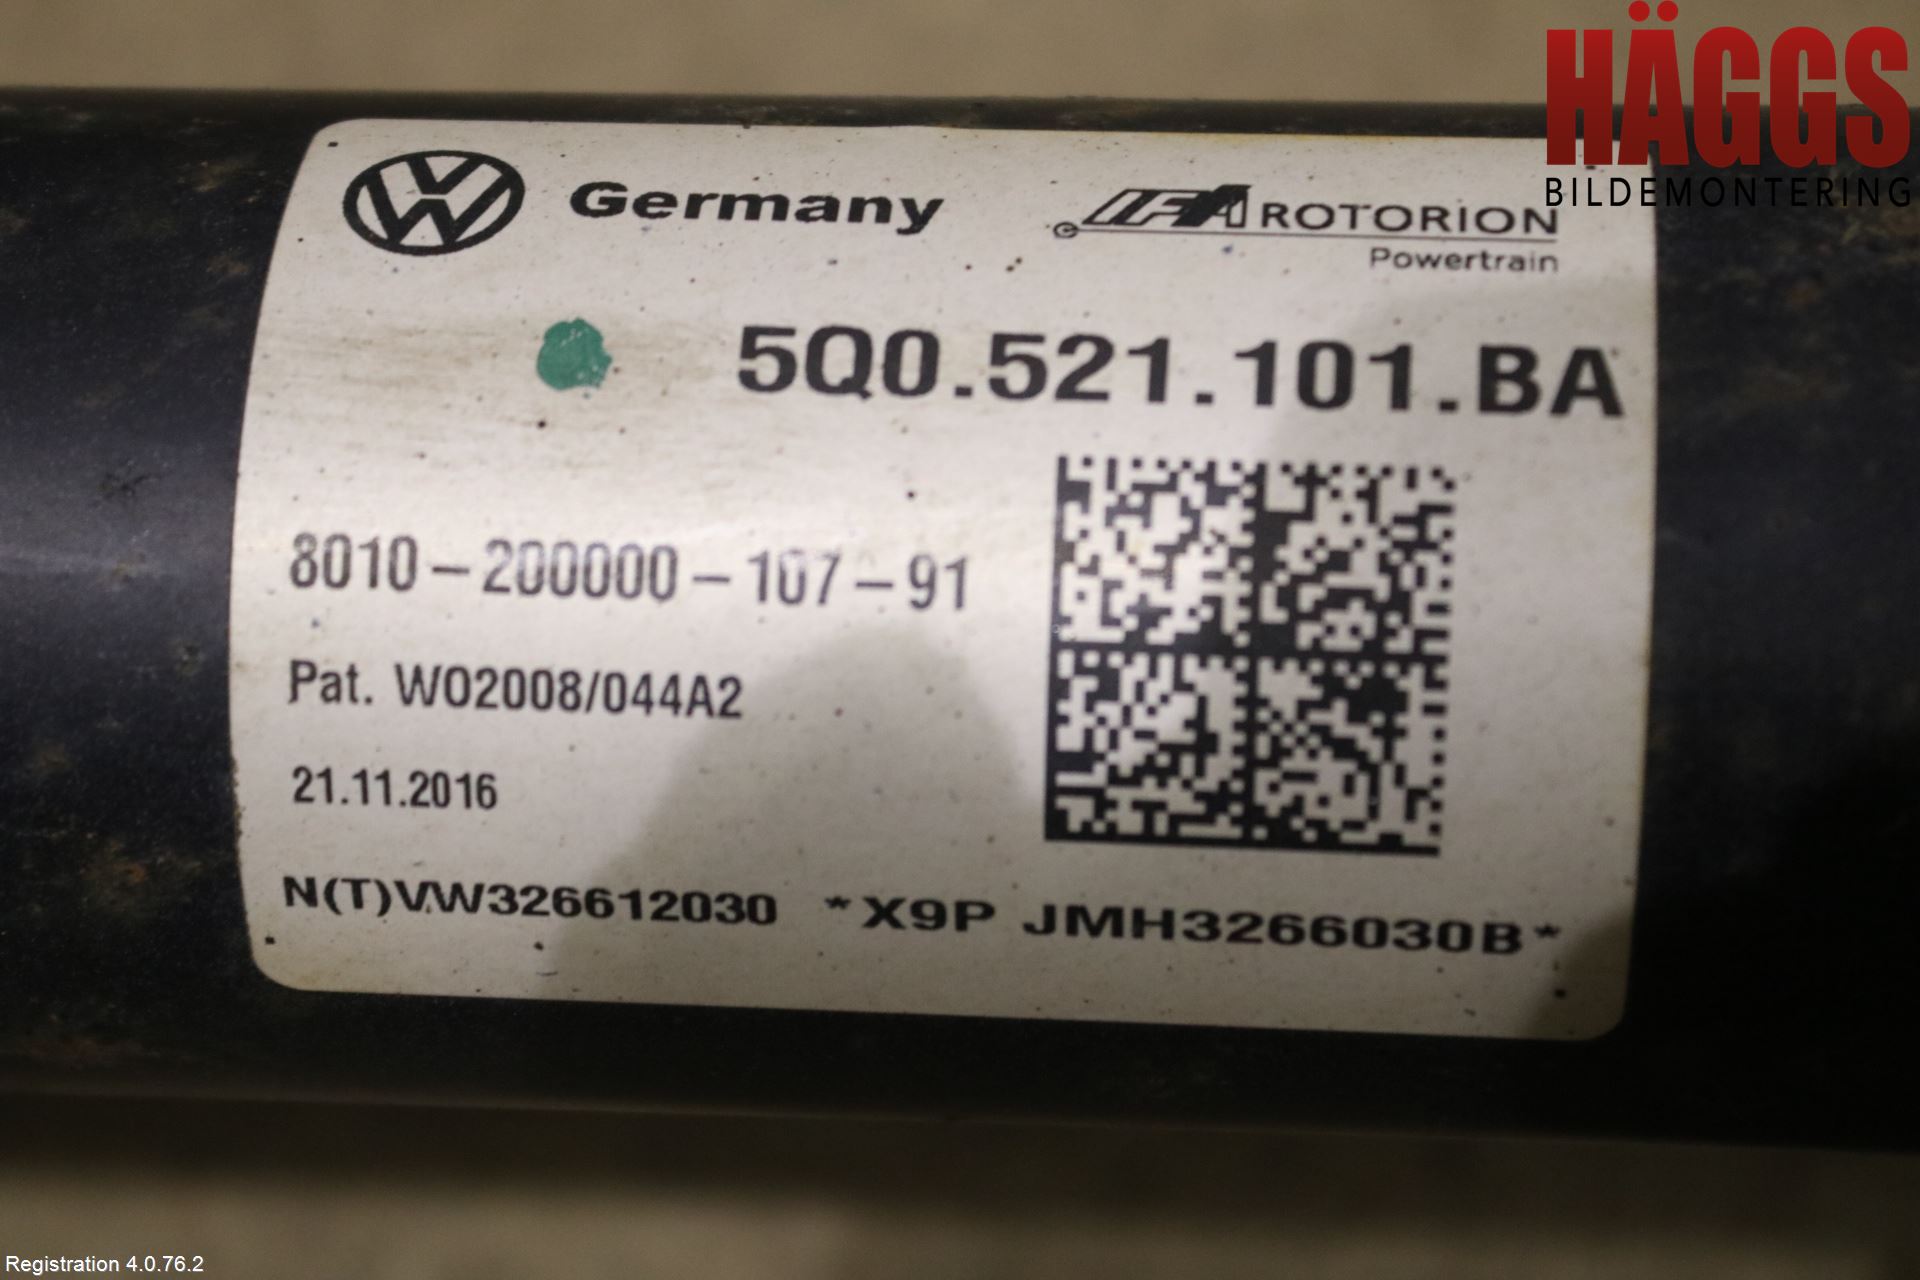 HÄGGS
BILDEMONTERING
Germany
IFA ROTORION
Powertrain
5Q0.521.101.BA
8010-200000-107-91
Pat. WO2008/044A2
21.11.2016
N(T)VW326612030 *X9P JMH3266030B*
Registration 4.0.76.2